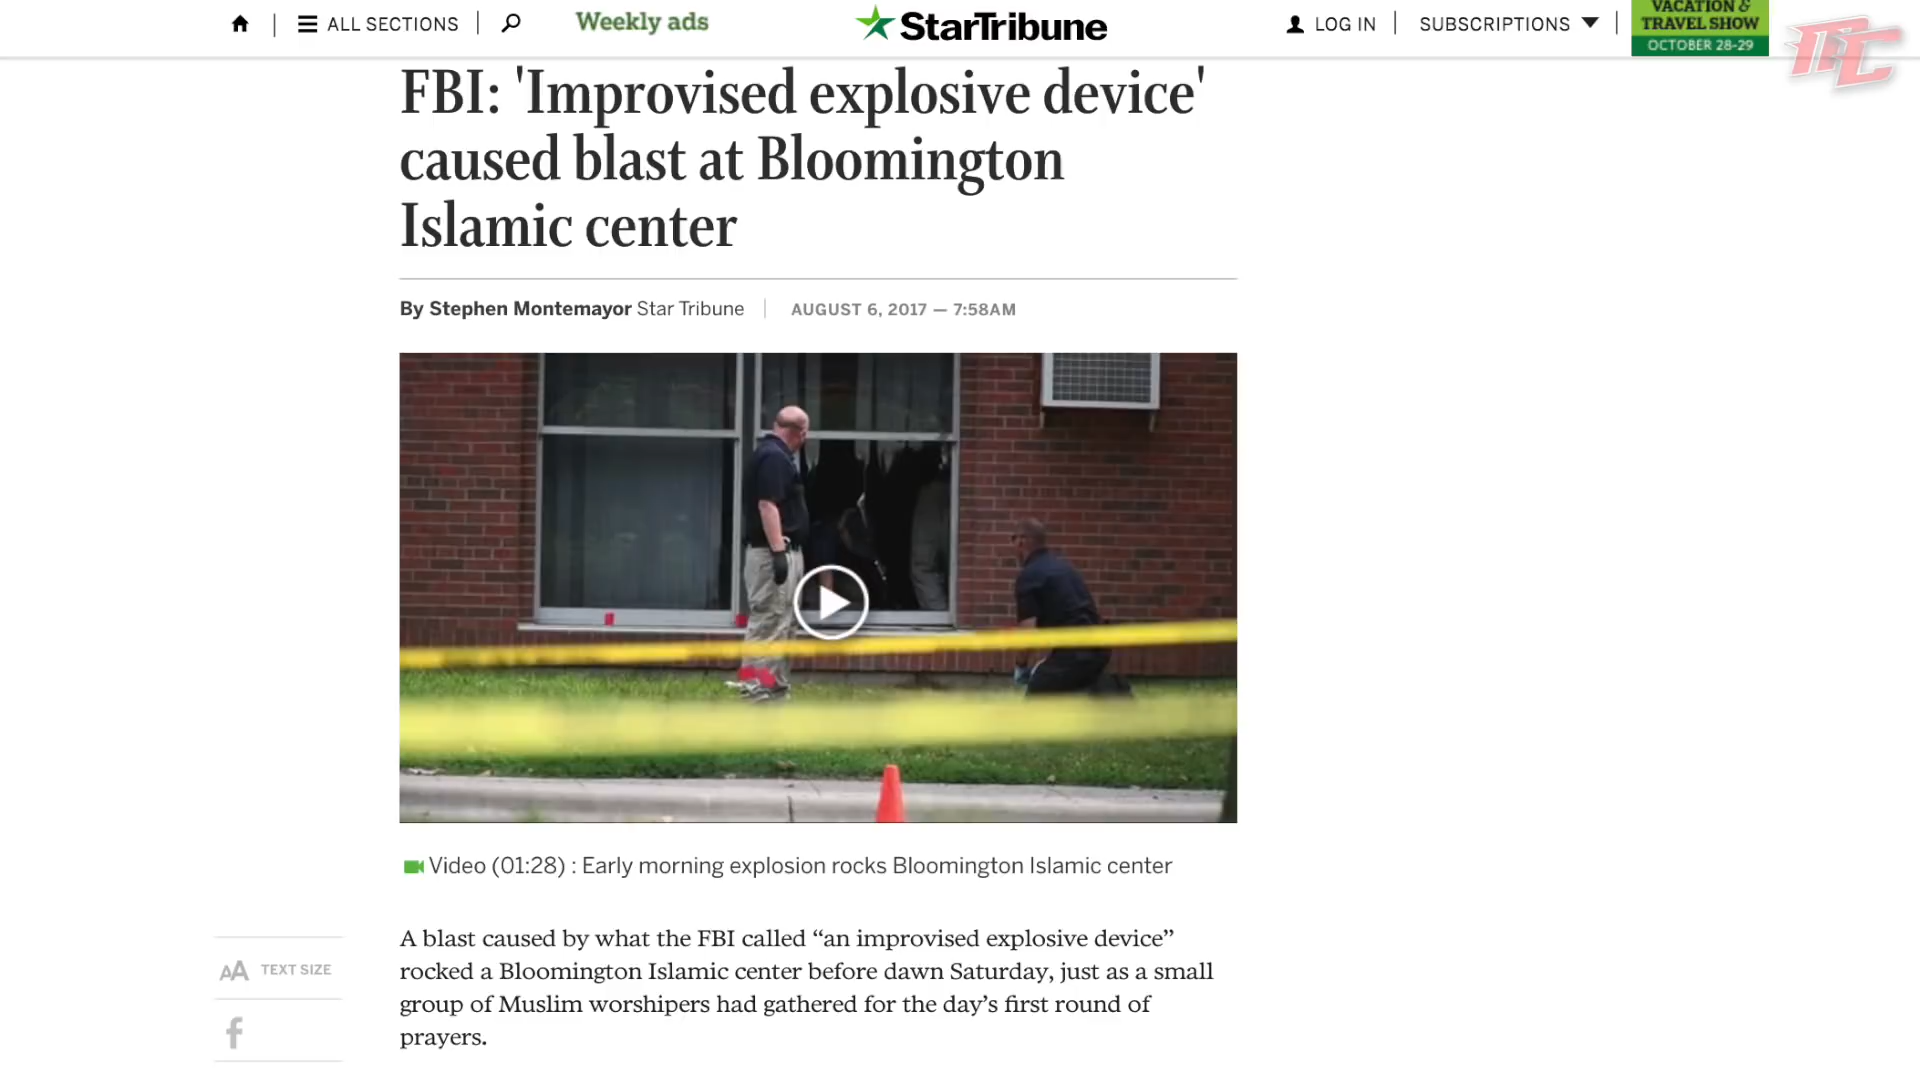 ALL SECTIONS
Weekly ads
StarTribune
LOG IN
SUBSCRIPTIONS
VACATION &
TRAVEL SHOW
OCTOBER 28-29
FBI: 'Improvised explosive device'
caused blast at Bloomington
Islamic center
By Stephen Montemayor Star Tribune
AUGUST 6, 2017 — 7:58AM
Video (01:28) : Early morning explosion rocks Bloomington Islamic center
A blast caused by what the FBI called “an improvised explosive device”
rocked a Bloomington Islamic center before dawn Saturday, just as a small
group of Muslim worshipers had gathered for the day’s first round of
prayers.
AA TEXT SIZE